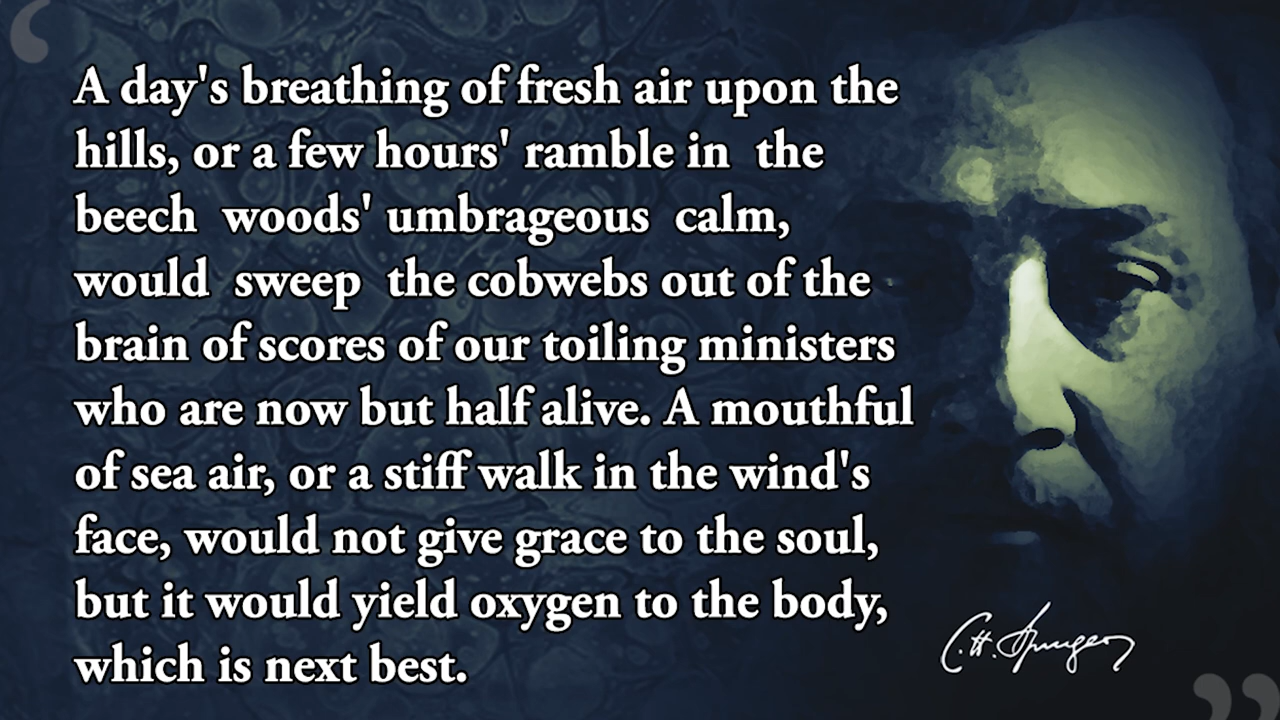 A day's breathing of fresh air upon the
hills, or a few hours' ramble in the
beech woods' umbrageous calm,
would sweep the cobwebs out of the
brain of scores of our toiling ministers
who are now but half alive. A mouthful
of sea air, or a stiff walk in the wind's
face, would not give grace to the soul,
but it would yield oxygen to the body,
which is next best.
C. H. Spurgeon